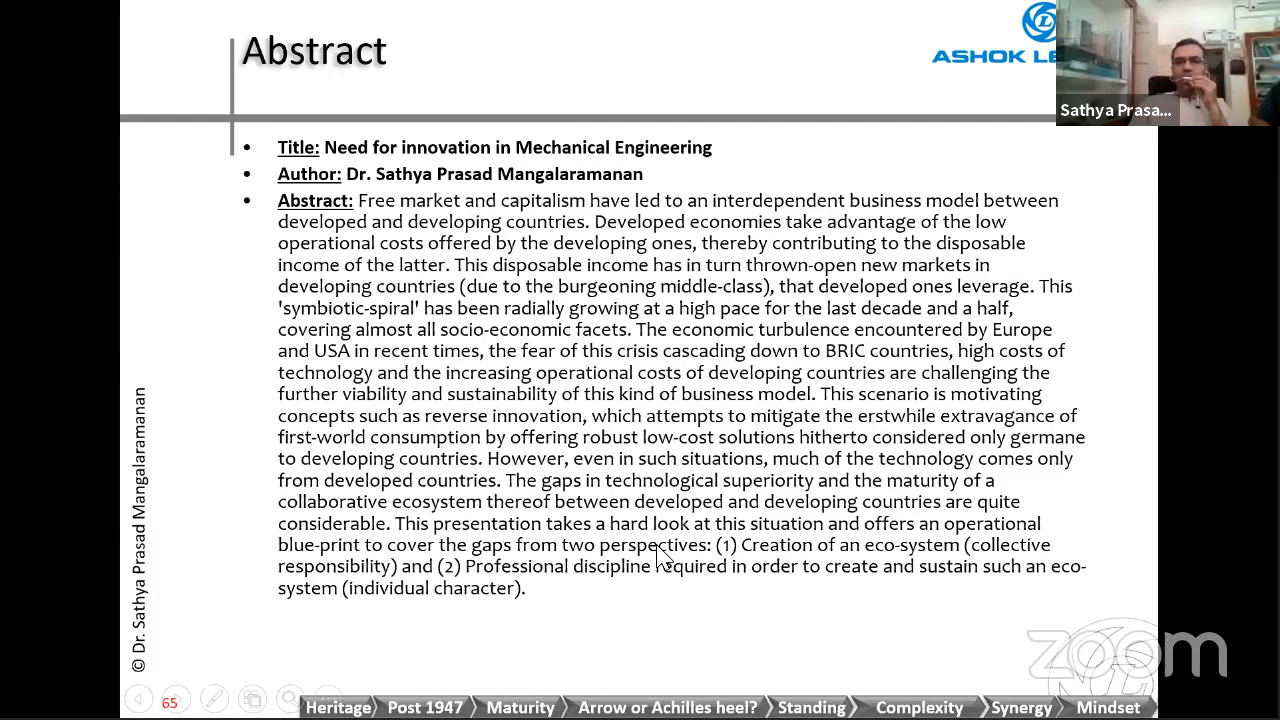 Abstract
ASHOK LE
Sathya Prasa...
• Title: Need for innovation in Mechanical Engineering
• Author: Dr. Sathya Prasad Mangalaramanan
• Abstract: Free market and capitalism have led to an interdependent business model between
developed and developing countries. Developed economies take advantage of the low
operational costs offered by the developing ones, thereby contributing to the disposable
income of the latter. This disposable income has in turn thrown-open new markets in
developing countries (due to the burgeoning middle-class), that developed ones leverage. This
'symbiotic-spiral' has been radially growing at a high pace for the last decade and a half,
covering almost all socio-economic facets. The economic turbulence encountered by Europe
and USA in recent times, the fear of this crisis cascading down to BRIC countries, high costs of
technology and the increasing operational costs of developing countries are challenging the
further viability and sustainability of this kind of business model. This scenario is motivating
concepts such as reverse innovation, which attempts to mitigate the erstwhile extravagance of
first-world consumption by offering robust low-cost solutions hitherto considered only germane
to developing countries. However, even in such situations, much of the technology comes only
from developed countries. The gaps in technological superiority and the maturity of a
collaborative ecosystem thereof between developed and developing countries are quite
considerable. This presentation takes a hard look at this situation and offers an operational
blue-print to cover the gaps from two perspectives: (1) Creation of an eco-system (collective
responsibility) and (2) Professional discipline required in order to create and sustain such an eco-
system (individual character).
© Dr. Sathya Prasad Mangalaramanan
zoom
65
Heritage Post 1947 Maturity Arrow or Achilles heel? Standing Complexity Synergy Mindset